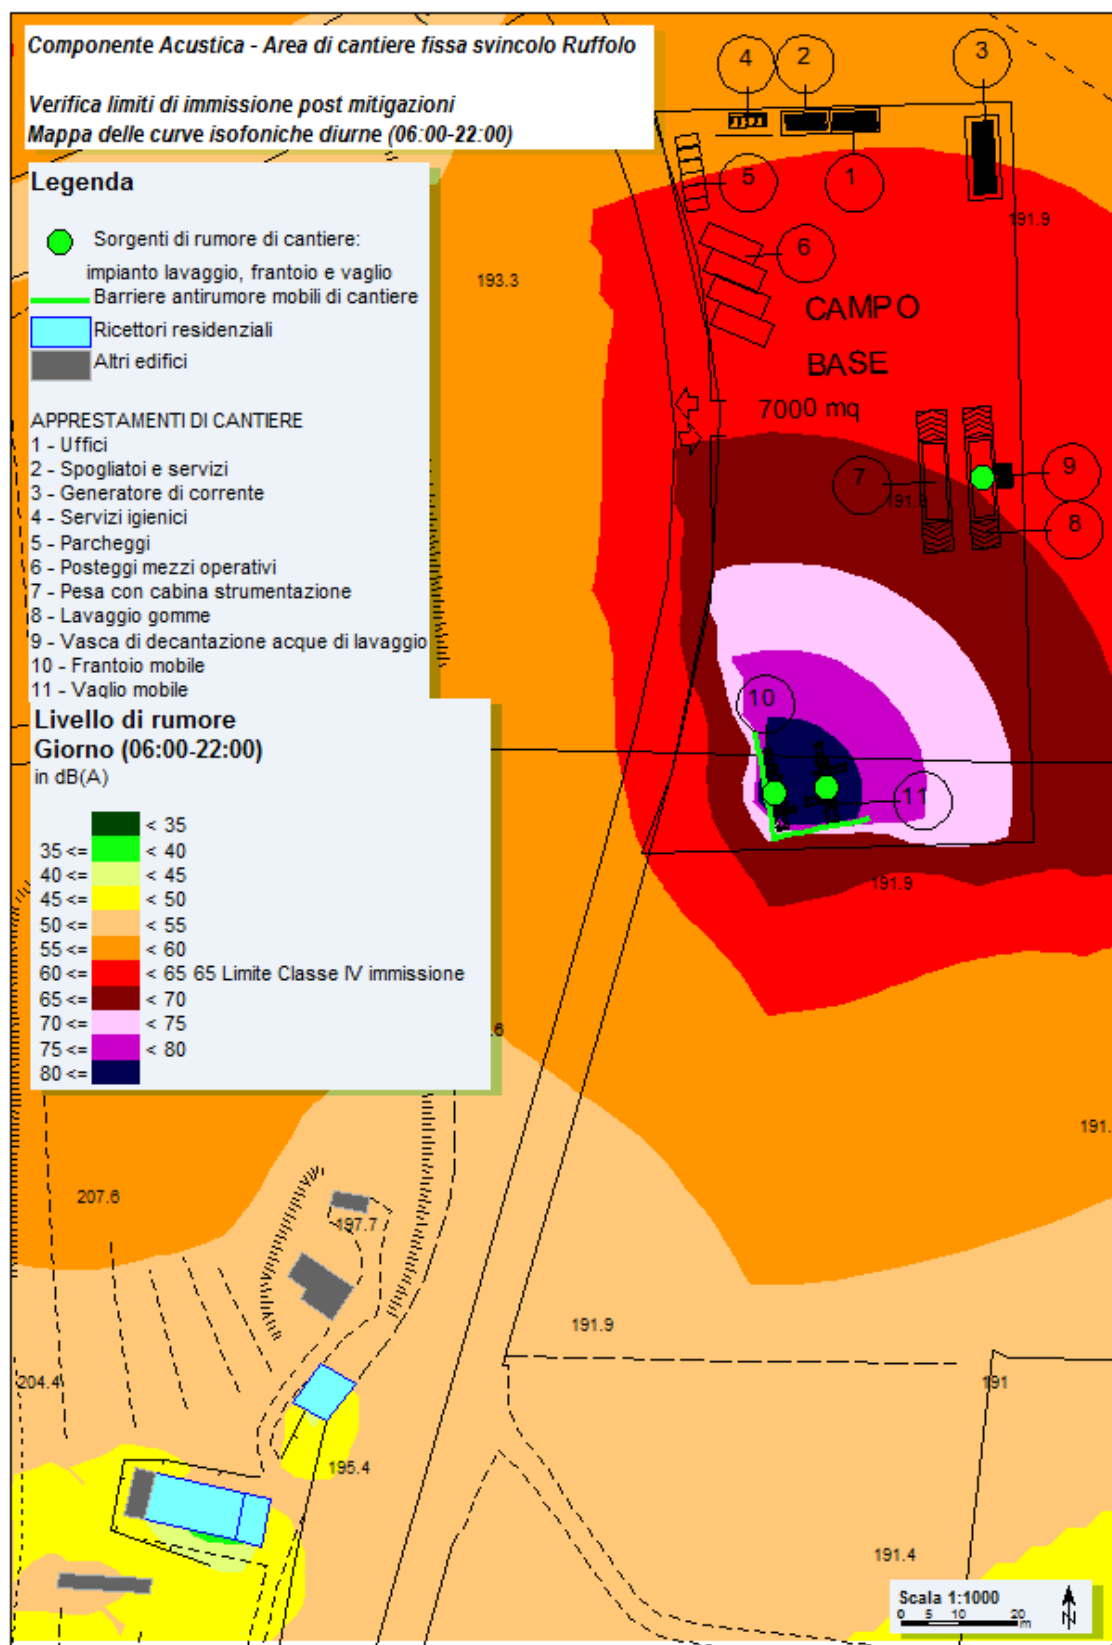 Componente Acustica - Area di cantiere fissa svincolo Ruffolo
Verifica limiti di immissione post mitigazioni
Mappa delle curve isofoniche diurne (06:00-22:00)
Legenda
Sorgenti di rumore di cantiere:
impianto lavaggio, frantoio e vaglio
Barriere antirumore mobili di cantiere
Ricettori residenziali
Altri edifici
APPRESTAMENTI DI CANTIERE
1 - Uffici
2 - Spogliatoi e servizi
3 - Generatore di corrente
4 - Servizi igienici
5 - Parcheggi
6 - Posteggi mezzi operativi
7 - Pesa con cabina strumentazione
8 - Lavaggio gomme
9 - Vasca di decantazione acque di lavaggio
10 - Frantoio mobile
11 - Vaglio mobile
Livello di rumore
Giorno (06:00-22:00)
in dB(A)
< 35
35 <= < 40
40 <= < 45
45 <= < 50
50 <= < 55
55 <= < 60
60 <= < 65 65 Limite Classe IV immissione
65 <= < 70
70 <= < 75
75 <= < 80
80 <=
4
2
3
5
1
191.9
6
193.3
CAMPO
BASE
7000 mq
7
9
8
10
11
191.9
191.
207.6
197.7
191.9
204.4
191
195.4
191.4
Scala 1:1000
0 5 10 20
m
N